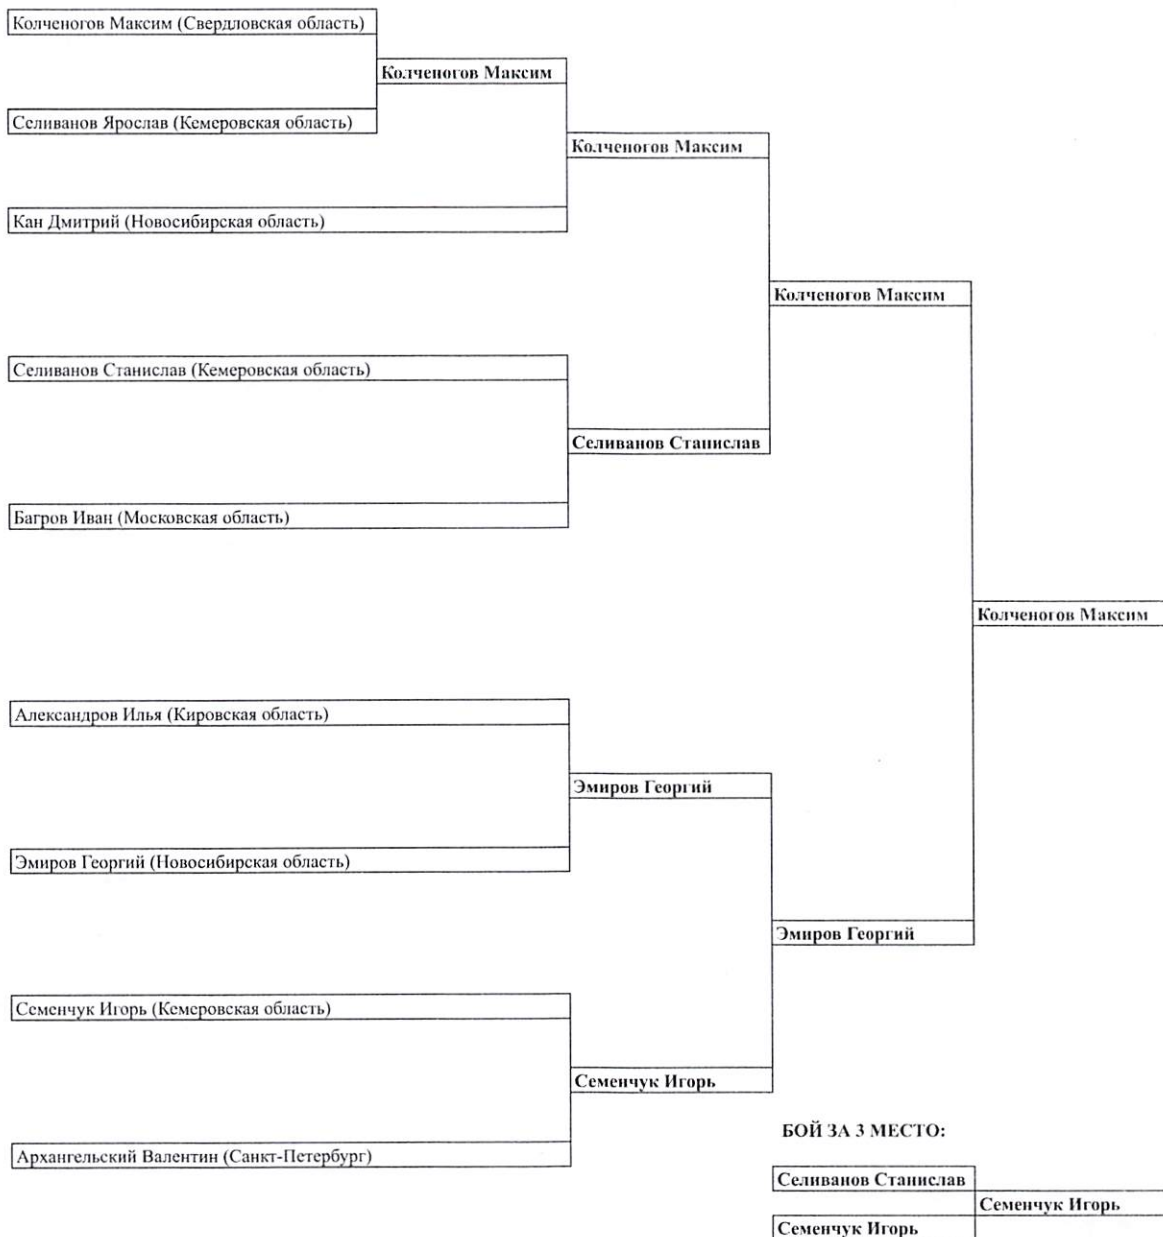 Колченогов Максим (Свердловская область)
Колченогов Максим
Селиванов Ярослав (Кемеровская область)
Колченогов Максим
Кан Дмитрий (Новосибирская область)
Колченогов Максим
Селиванов Станислав (Кемеровская область)
Селиванов Станислав
Багров Иван (Московская область)
Колченогов Максим
Александров Илья (Кировская область)
Эмиров Георгий
Эмиров Георгий (Новосибирская область)
Эмиров Георгий
Семенчук Игорь (Кемеровская область)
Семенчук Игорь
БОЙ ЗА 3 МЕСТО:
Архангельский Валентин (Санкт-Петербург)
Селиванов Станислав
Семенчук Игорь
Семенчук Игорь